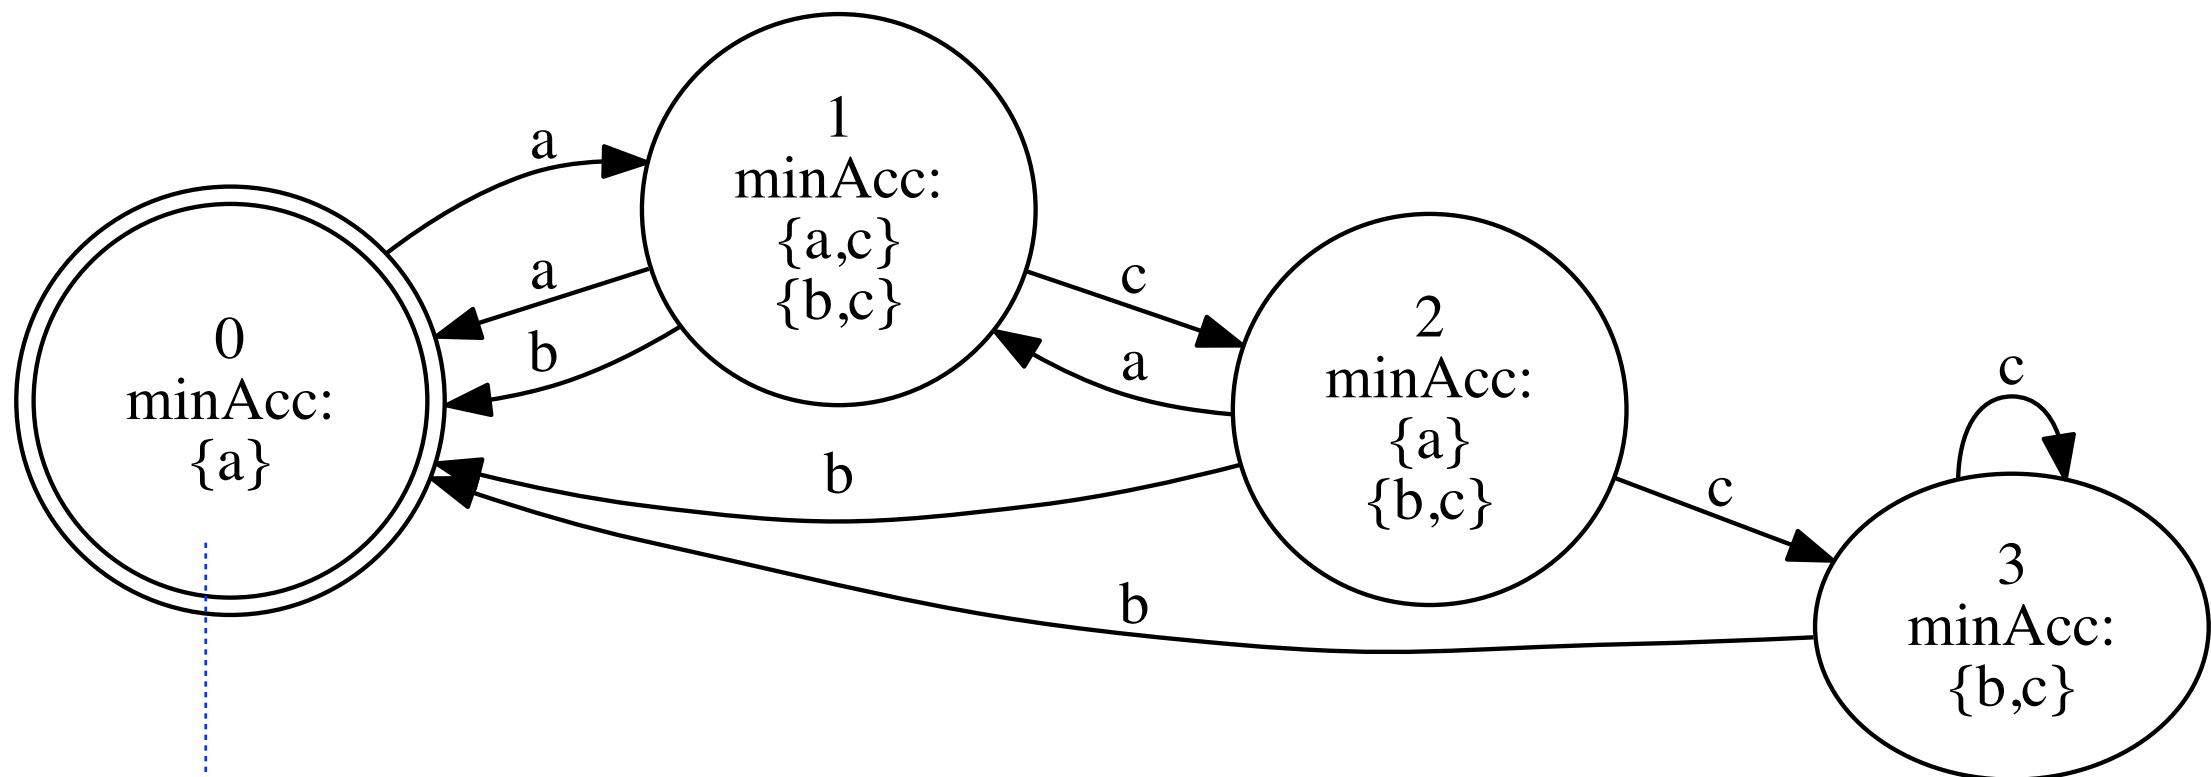 a
1
minAcc:
{a,c}
{b,c}
a
b
0
minAcc:
{a}
c
a
2
minAcc:
{a}
{b,c}
b
c
c
3
minAcc:
{b,c}
b